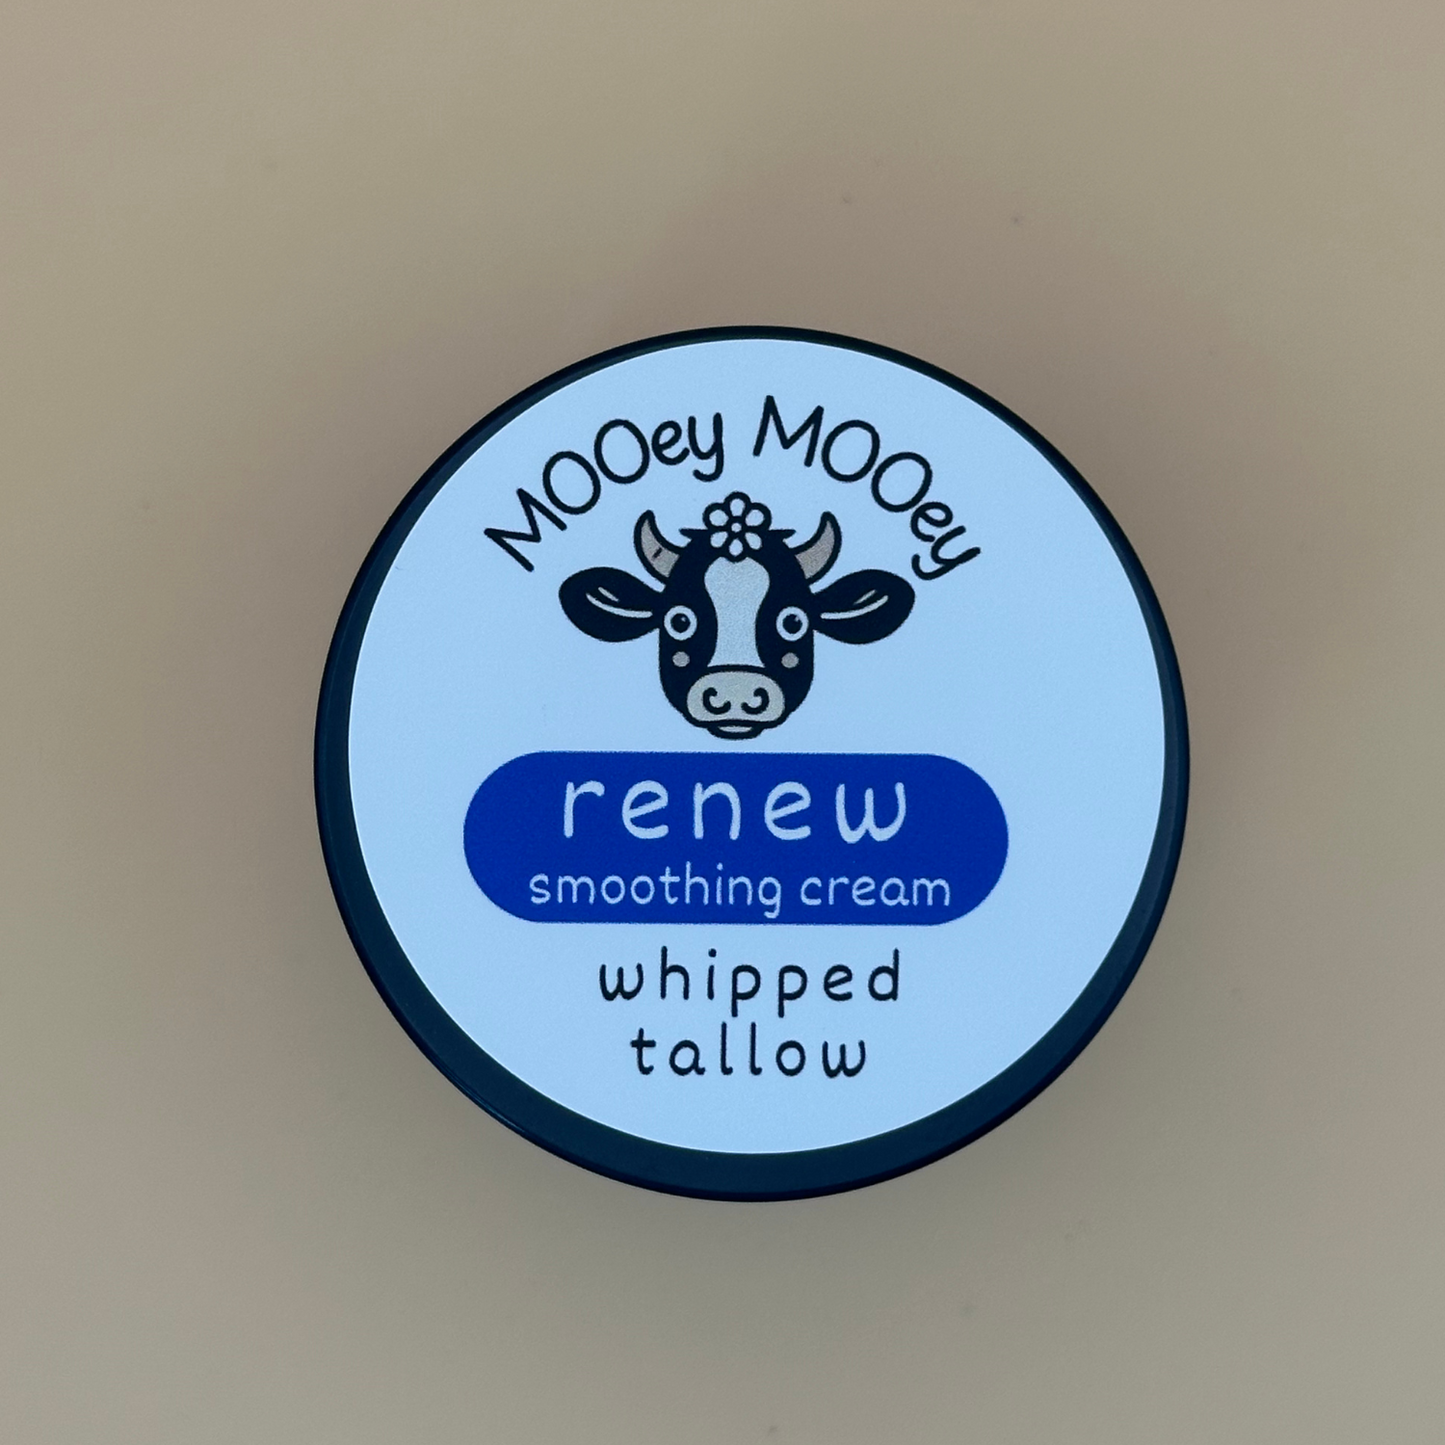 MOOey MOOey
renew
smoothing cream
whipped
tallow